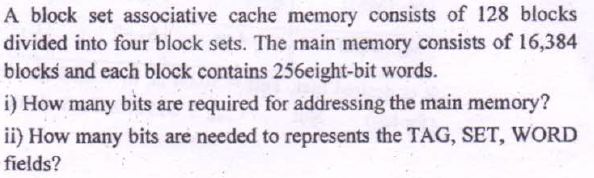 A block set associative cache memory consists of 128 blocks
divided into four block sets. The main memory consists of 16,384
blocks and each block contains 256eight-bit words.
i) How many bits are required for addressing the main memory?
ii) How many bits are needed to represents the TAG, SET, WORD
fields?